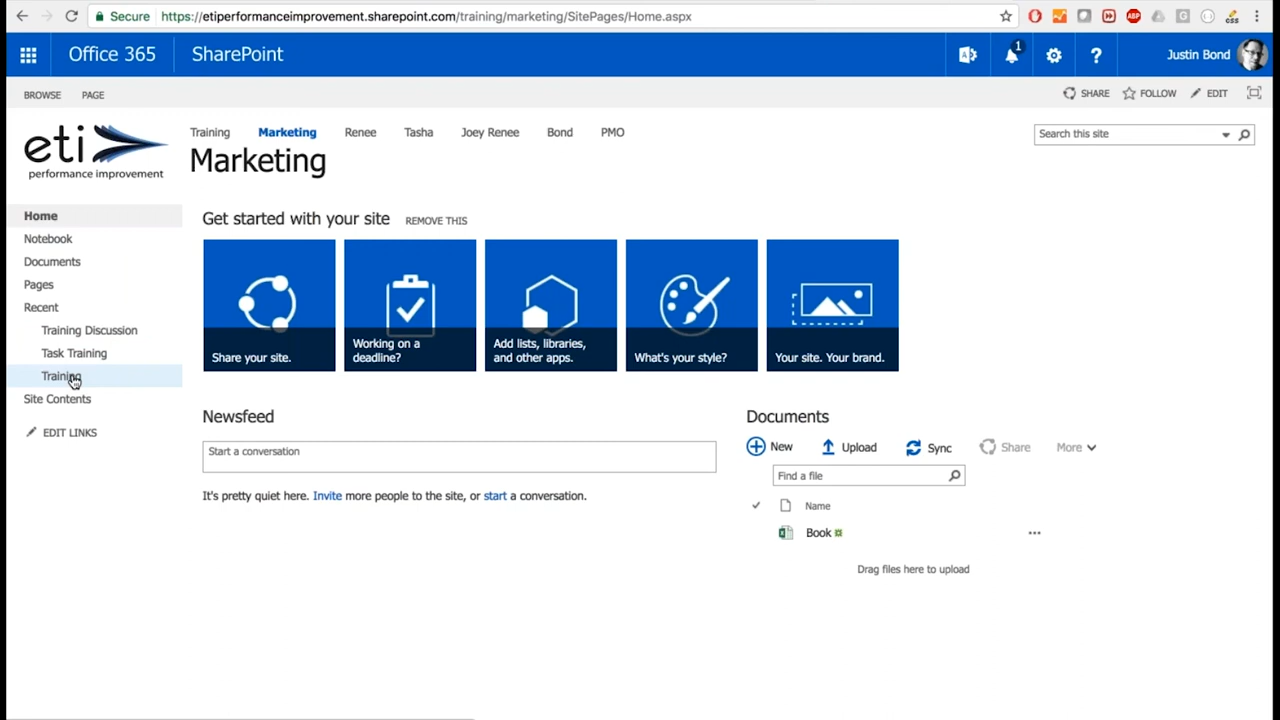 Secure https://etiperformanceimprovement.sharepoint.com/training/marketing/SitePages/Home.aspx
ABP
Office 365 SharePoint 1 ? Justin Bond
BROWSE PAGE SHARE FOLLOW EDIT
eti
performance improvement
Training Marketing Renee Tasha Joey Renee Bond PMO
Search this site
Marketing
Home
Notebook
Documents
Pages
Recent
Training Discussion
Task Training
Training
Site Contents
EDIT LINKS
Get started with your site REMOVE THIS
Share your site.
Working on a
deadline?
Add lists, libraries,
and other apps.
What's your style?
Your site. Your brand.
Newsfeed
Start a conversation
It's pretty quiet here. Invite more people to the site, or start a conversation.
Documents
New Upload Sync Share More
Find a file
Name
Book
Drag files here to upload